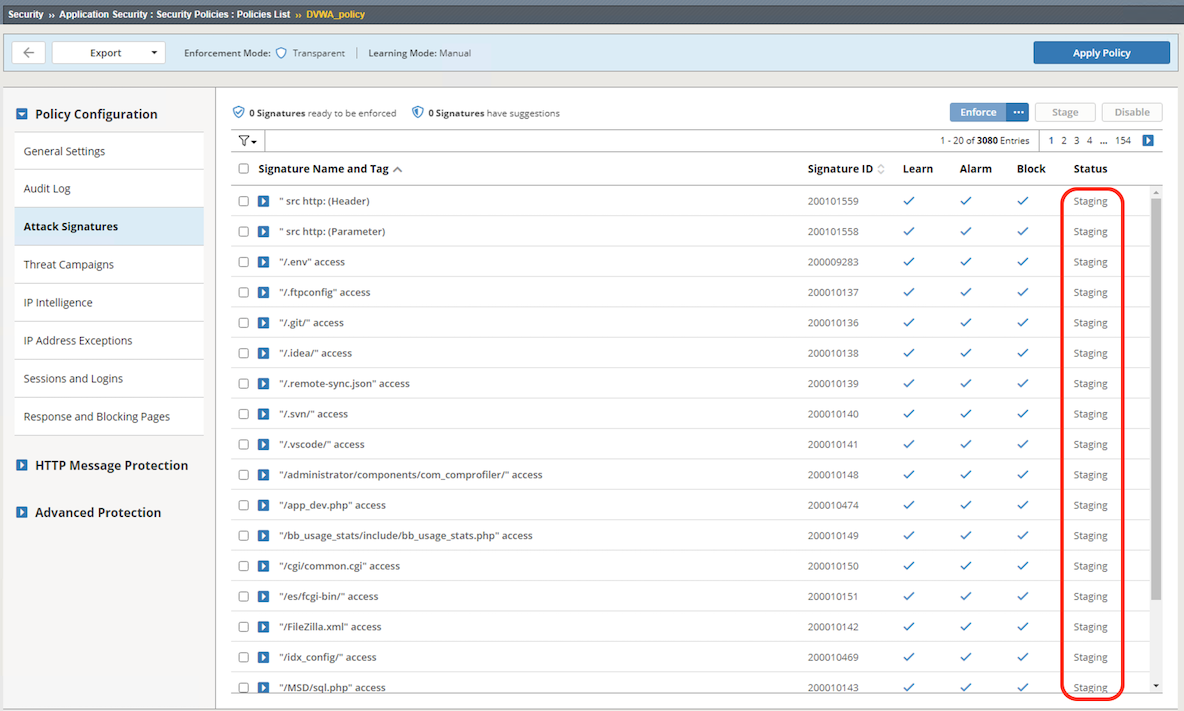 Security ›› Application Security : Security Policies : Policies List ›› DVWA_policy
Export
Enforcement Mode: Transparent | Learning Mode: Manual
Apply Policy
Policy Configuration
General Settings
Audit Log
Attack Signatures
Threat Campaigns
IP Intelligence
IP Address Exceptions
Sessions and Logins
Response and Blocking Pages
HTTP Message Protection
Advanced Protection
0 Signatures ready to be enforced 0 Signatures have suggestions
Enforce ... Stage Disable
1 - 20 of 3080 Entries 1 2 3 4 ... 154
Signature Name and Tag Signature ID Learn Alarm Block Status
" src http: (Header) 200101559 Staging
" src http: (Parameter) 200101558 Staging
"/.env" access 200009283 Staging
"/.ftpconfig" access 200010137 Staging
"/.git/" access 200010136 Staging
"/.idea/" access 200010138 Staging
"/.remote-sync.json" access 200010139 Staging
"/.svn/" access 200010140 Staging
"/.vscode/" access 200010141 Staging
"/administrator/components/com_comprofiler/" access 200010148 Staging
"/app_dev.php" access 200010474 Staging
"/bb_usage_stats/include/bb_usage_stats.php" access 200010149 Staging
"/cgi/common.cgi" access 200010150 Staging
"/es/fcgi-bin/" access 200010151 Staging
"/FileZilla.xml" access 200010142 Staging
"/idx_config/" access 200010469 Staging
"/MSD/sql.php" access 200010143 Staging